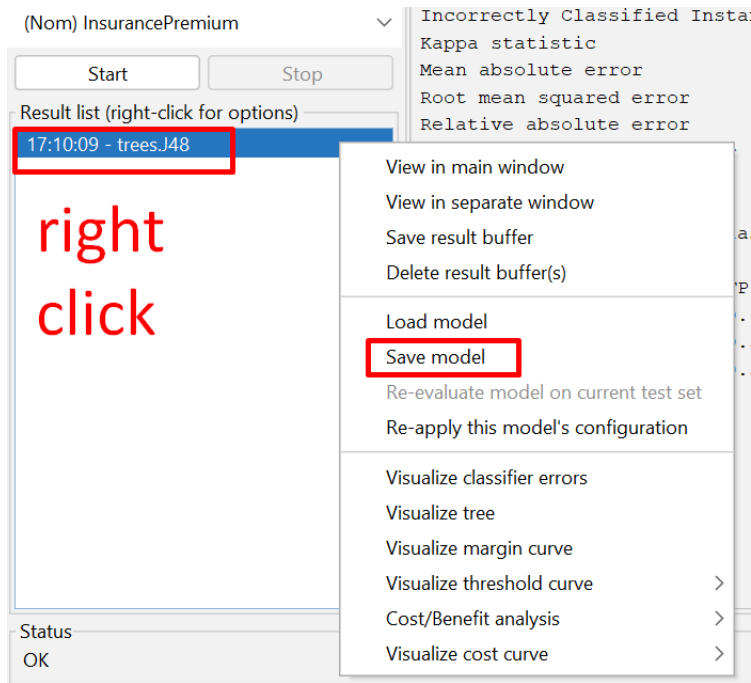 (Nom) InsurancePremium
Start
Stop
Result list (right-click for options)
17:10:09 - trees.J48
right
click
Status
OK
Incorrectly Classified Insta
Kappa statistic
Mean absolute error
Root mean squared error
Relative absolute error
View in main window
View in separate window
Save result buffer
Delete result buffer(s)
Load model
Save model
Re-evaluate model on current test set
Re-apply this model's configuration
Visualize classifier errors
Visualize tree
Visualize margin curve
Visualize threshold curve
Cost/Benefit analysis
Visualize cost curve